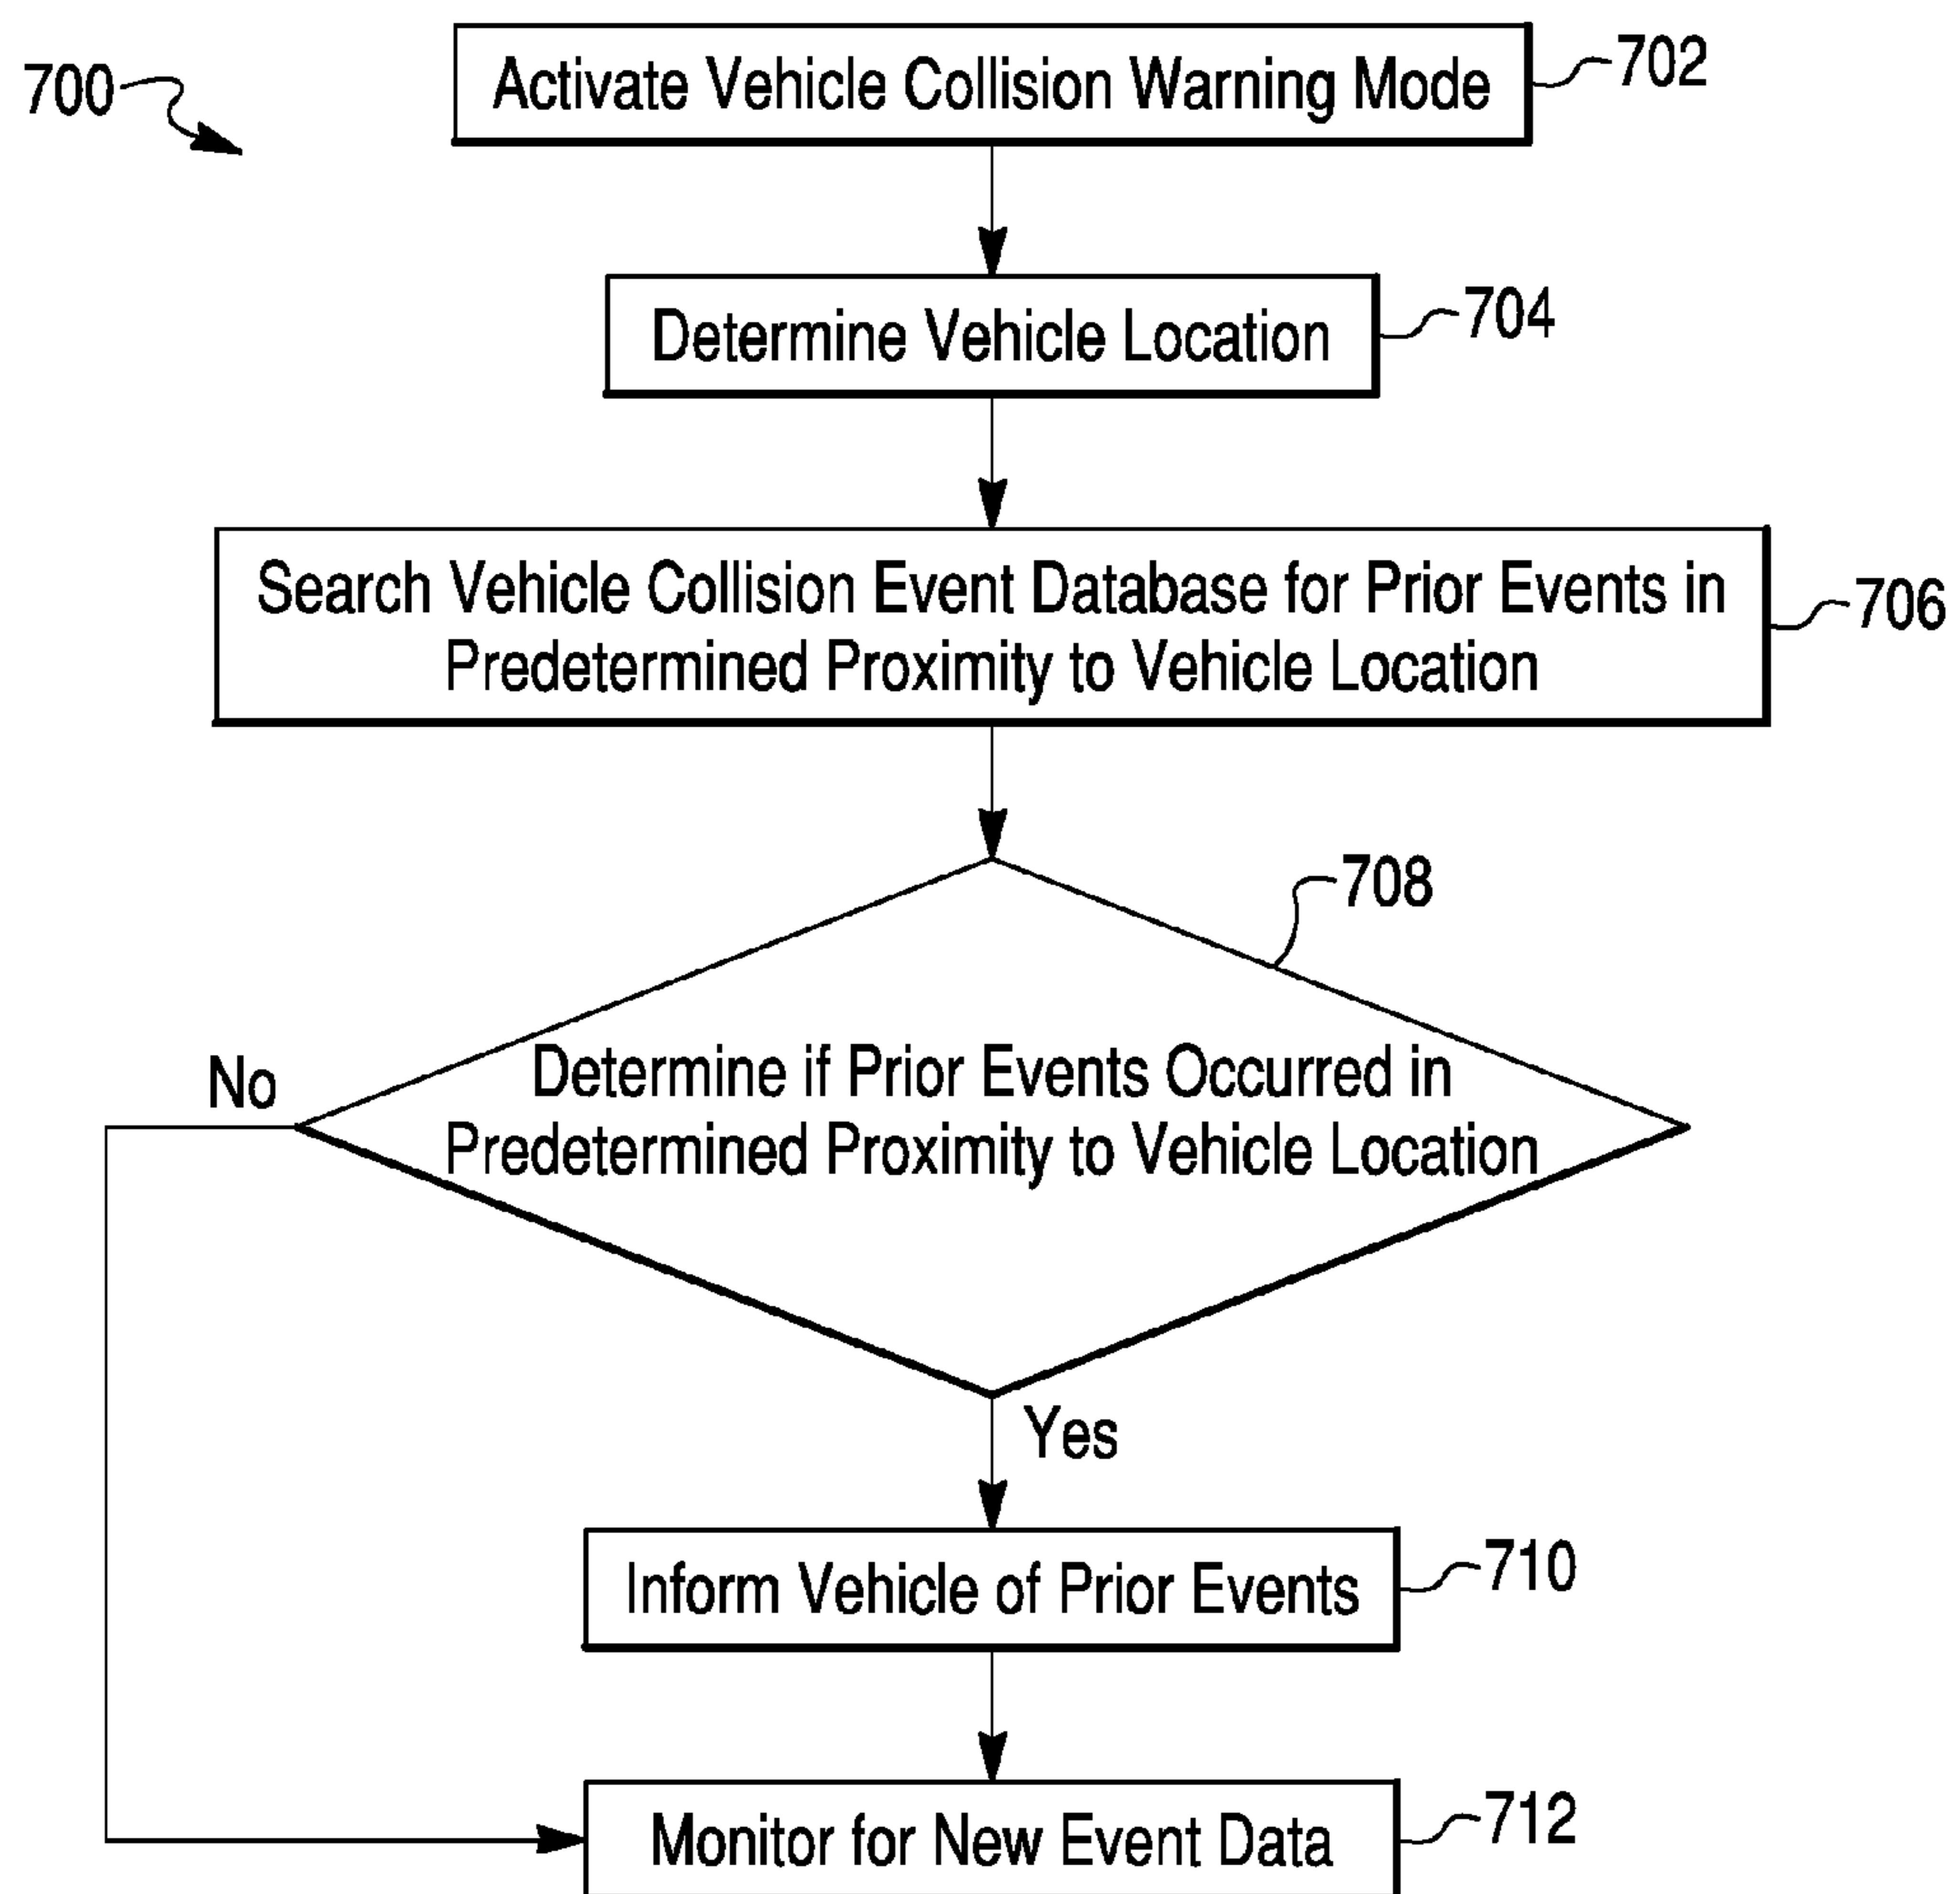 700
Activate Vehicle Collision Warning Mode
702
Determine Vehicle Location
704
Search Vehicle Collision Event Database for Prior Events in
Predetermined Proximity to Vehicle Location
706
708
Determine if Prior Events Occurred in
Predetermined Proximity to Vehicle Location
No
Yes
Inform Vehicle of Prior Events
710
Monitor for New Event Data
712